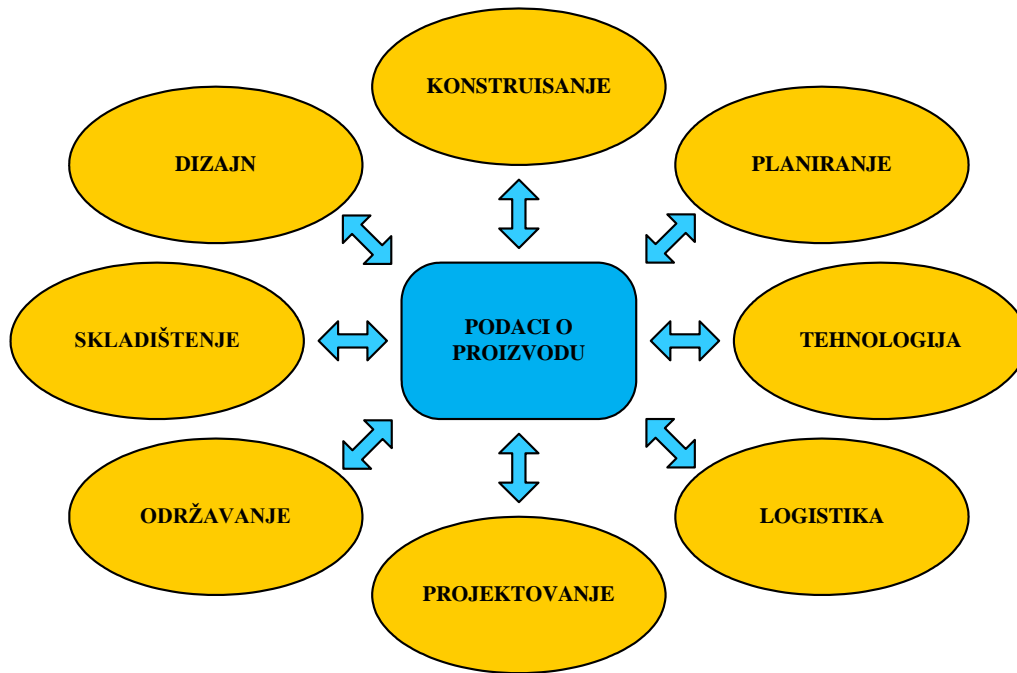 KONSTRUISANJE
DIZAJN
PLANIRANJE
SKLADIŠTENJE
PODACI O
PROIZVODU
TEHNOLOGIJA
ODRŽAVANJE
LOGISTIKA
PROJEKTOVANJE